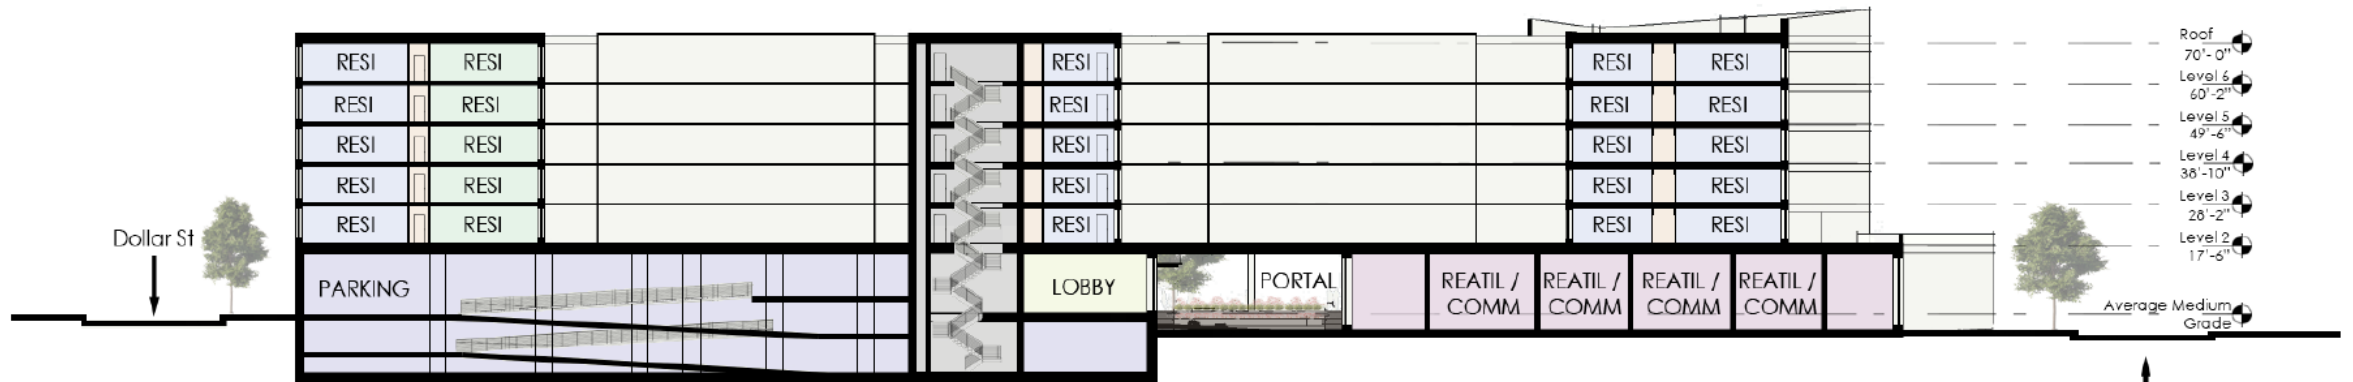 Roof
70'-0"
RESI RESI RESI RESI RESI
Level 6
60'-2"
RESI RESI RESI RESI RESI
Level 5
49'-6"
RESI RESI RESI RESI RESI
Level 4
38'-10"
RESI RESI RESI RESI RESI
Level 3
28'-2"
RESI RESI RESI RESI RESI
Level 2
17'-6"
Dollar St
PARKING
LOBBY
PORTAL
REATIL /
COMM
REATIL /
COMM
REATIL /
COMM
REATIL /
COMM
Average Medium
Grade